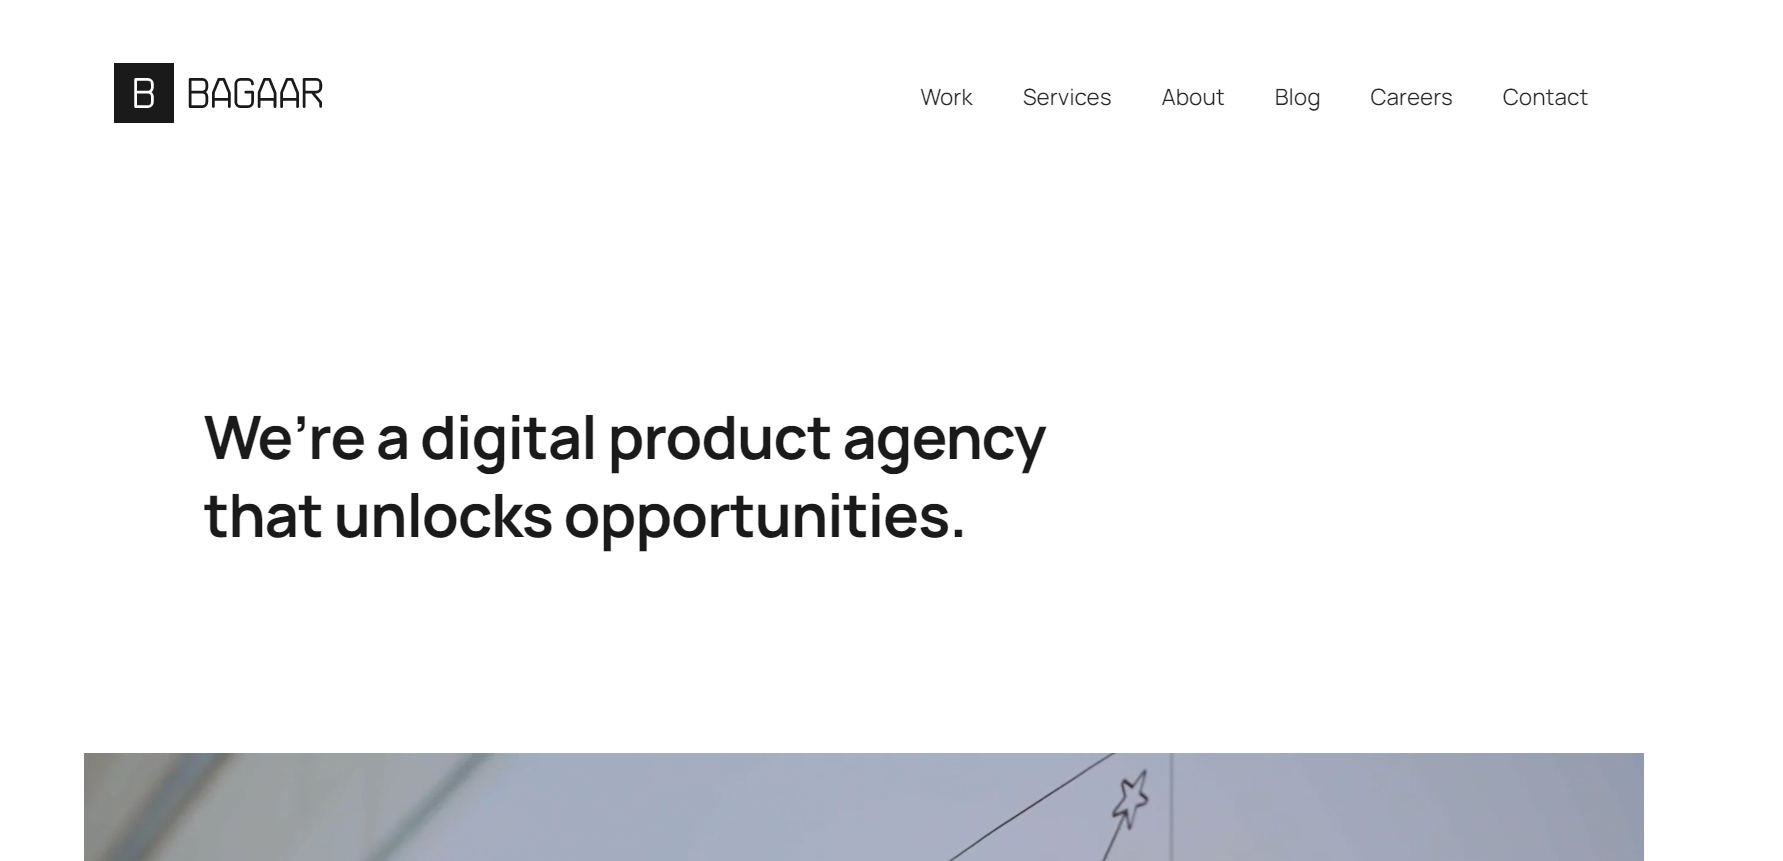 B BAGAAR
Work Services About Blog Careers Contact
We’re a digital product agency
that unlocks opportunities.